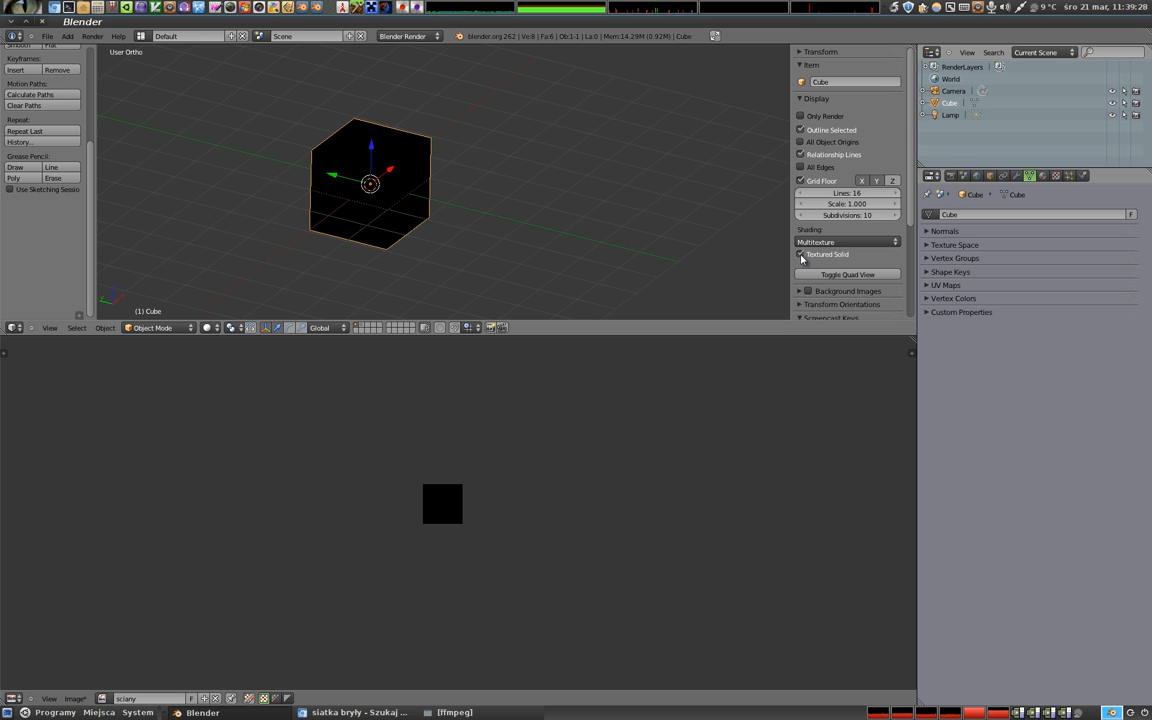 9 °C śro 21 mar, 11:39:28
Blender
File Add Render Help Default Scene Blender Render blender.org 262 | Ve:8 | Fa:6 | Ob:1-1 | La:0 | Mem:14.29M (0.92M) | Cube
Smooth Flat
Keyframes:
Insert Remove
Motion Paths:
Calculate Paths
Clear Paths
Repeat:
Repeat Last
History...
Grease Pencil:
Draw Line
Poly Erase
Use Sketching Sessio
User Ortho
(1) Cube
Transform
Item
Cube
Display
Only Render
Outline Selected
All Object Origins
Relationship Lines
All Edges
Grid Floor X Y Z
Lines: 16
Scale: 1.000
Subdivisions: 10
Shading:
Multitexture
Textured Solid
Toggle Quad View
Background Images
Transform Orientations
Screencast Keys
View Search Current Scene
RenderLayers
World
Camera
Cube
Lamp
Cube Cube
Cube F
Normals
Texture Space
Vertex Groups
Shape Keys
UV Maps
Vertex Colors
Custom Properties
View Select Object Object Mode Global
View Image* sciany F
Programy Miejsca System Blender siatka bryły - Szukaj ... [ffmpeg]